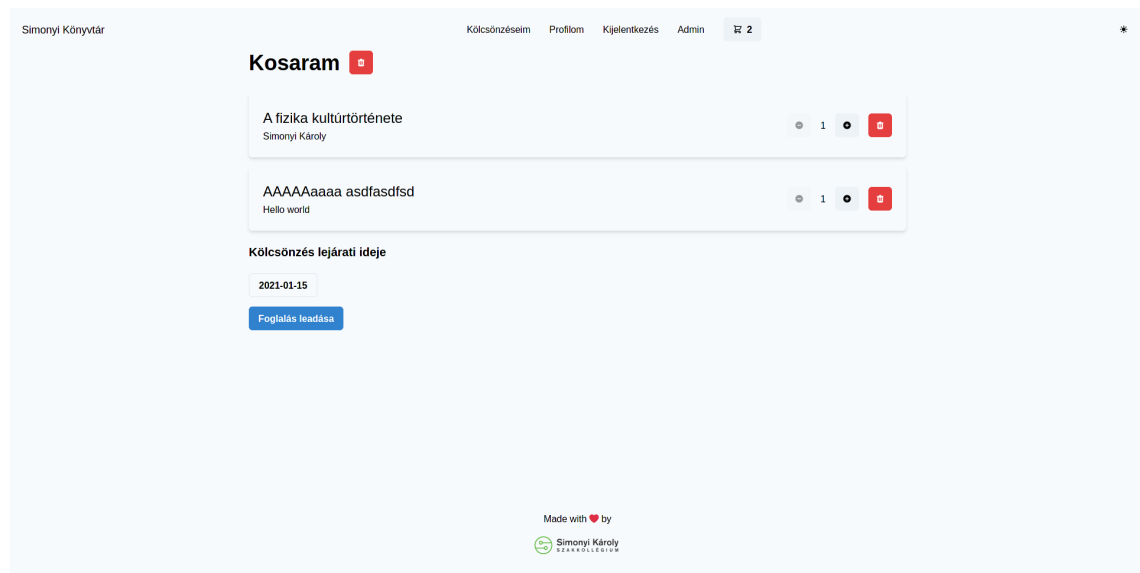 Simonyi Könyvtár
Kölcsönzéseim Profilom Kijelentkezés Admin 2
Kosaram
A fizika kultúrtörténete
Simonyi Károly
1
AAAAAaaaa asdfasdfsd
Hello world
1
Kölcsönzés lejárati ideje
2021-01-15
Foglalás leadása
Made with ❤ by
Simonyi Károly
SZAKKOLLÉGIUM